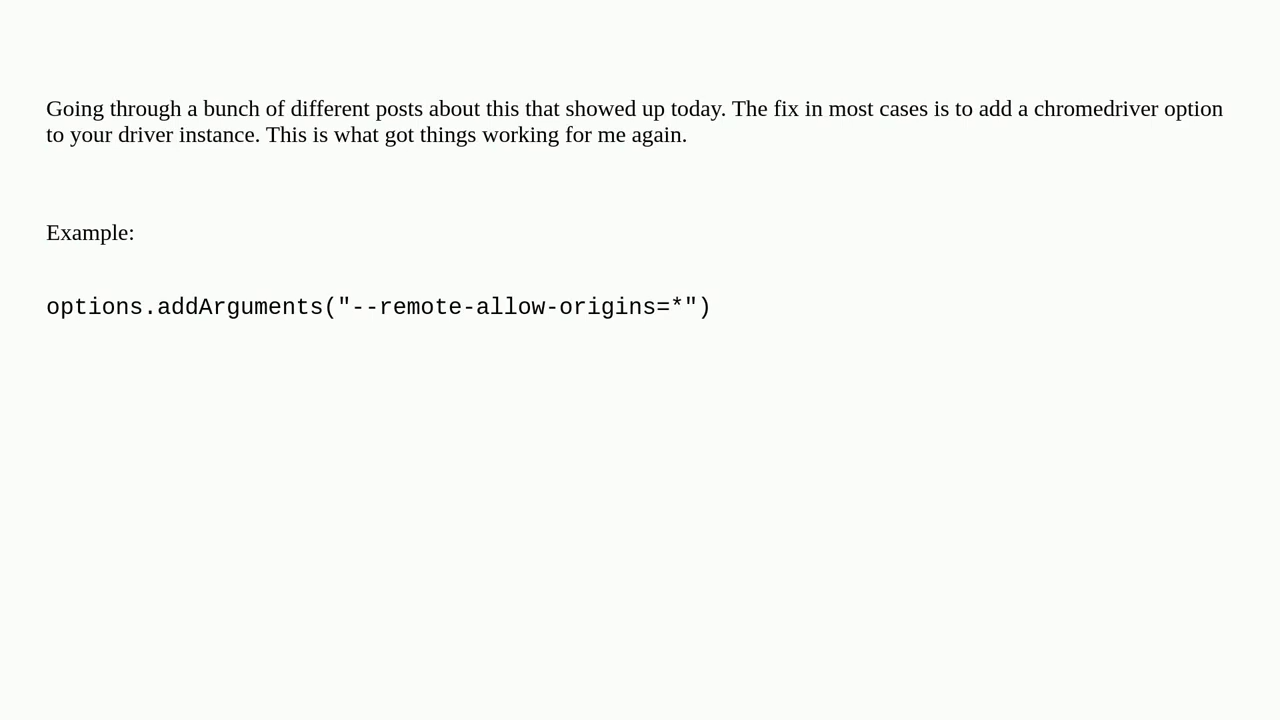 Going through a bunch of different posts about this that showed up today. The fix in most cases is to add a chromedriver option
to your driver instance. This is what got things working for me again.
Example:
options.addArguments("--remote-allow-origins=*")